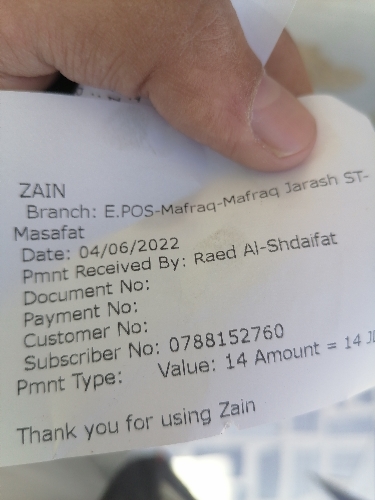 ZAIN
Branch: E.POS-Mafraq-Mafraq Jarash ST-
Masafat
Date: 04/06/2022
Pmnt Received By: Raed Al-Shdaifat
Document No:
Payment No:
Customer No:
Subscriber No: 0788152760
Pmnt Type: Value: 14 Amount = 14
Thank you for using Zain